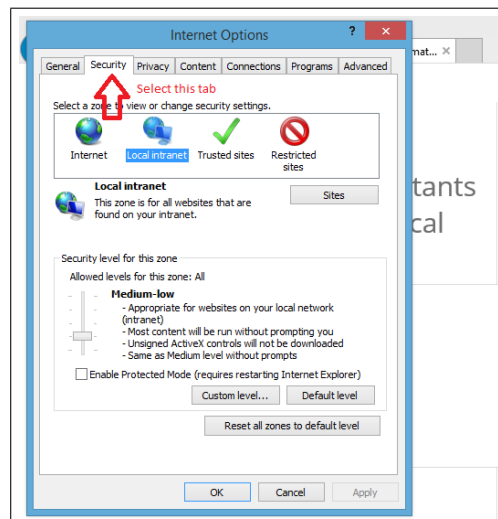 Internet Options
?
mat...
General Security Privacy Content Connections Programs Advanced
Select this tab
Select a zone to view or change security settings.
Internet Local intranet Trusted sites Restricted
sites
Local intranet
This zone is for all websites that are
found on your intranet.
Sites
tants
cal
Security level for this zone
Allowed levels for this zone: All
Medium-low
- Appropriate for websites on your local network
(intranet)
- Most content will be run without prompting you
- Unsigned ActiveX controls will not be downloaded
- Same as Medium level without prompts
Enable Protected Mode (requires restarting Internet Explorer)
Custom level... Default level
Reset all zones to default level
OK Cancel Apply